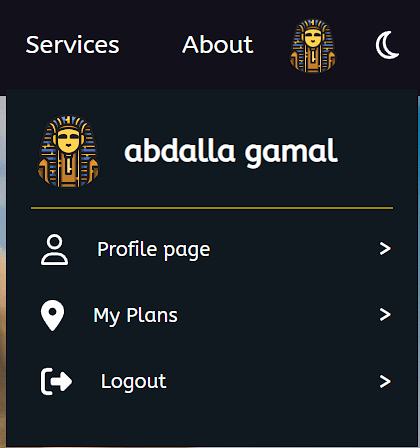 Services About
abdalla gamal
Profile page >
My Plans >
Logout >